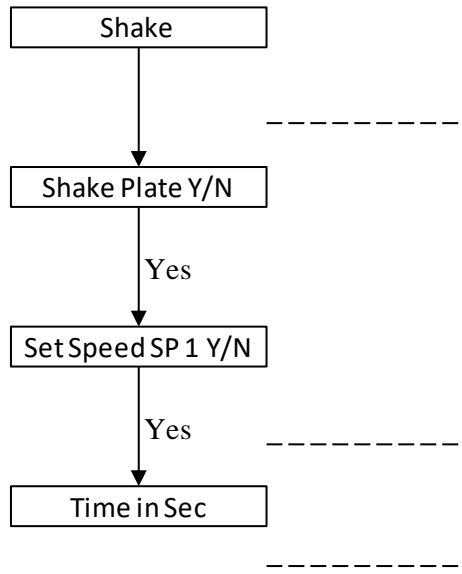 Shake
Shake Plate Y/N
Yes
Set Speed SP 1 Y/N
Yes
Time in Sec